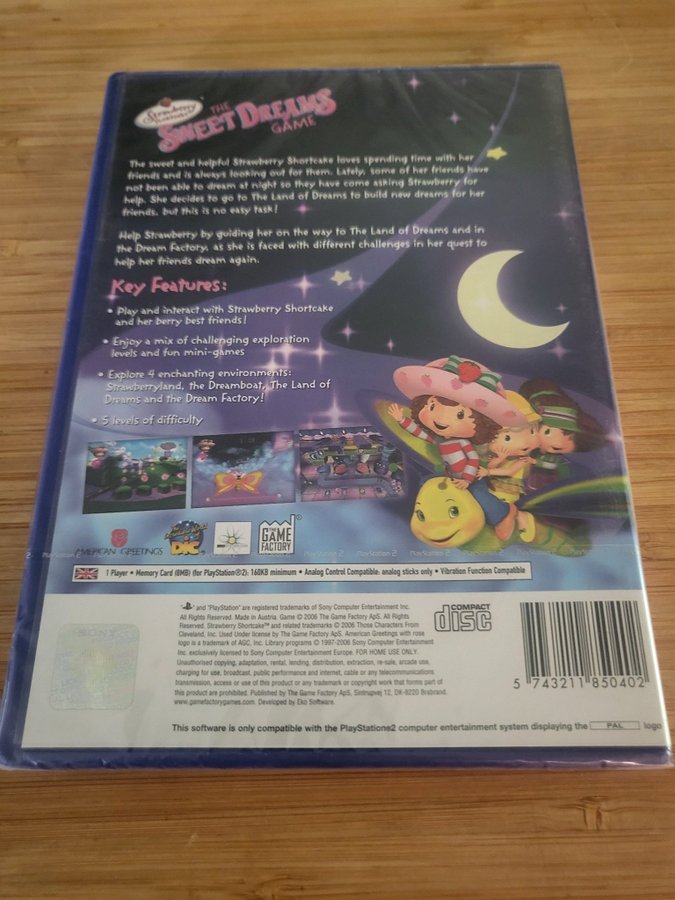 Strawberry Shortcake
THE
SWEET DREAMS
GAME
The sweet and helpful Strawberry Shortcake loves spending time with her
friends and is always looking out for them. Lately, some of her friends have
not been able to dream at night so they have come asking Strawberry for
help. She decides to go to The Land of Dreams to build new dreams for her
friends, but this is no easy task!
Help Strawberry by guiding her on the way to The Land of Dreams and in
the Dream Factory, as she is faced with different challenges in her quest to
help her friends dream again.
Key Features:
• Play and interact with Strawberry Shortcake
and her berry best friends!
• Enjoy a mix of challenging exploration
levels and fun mini-games
• Explore 4 enchanting environments:
Strawberryland, the Dreamboat, The Land of
Dreams and the Dream Factory!
• 5 levels of difficulty
AMERICAN GREETINGS
DIC
THE
GAME
FACTORY
PlayStation 2 PlayStation 2 PlayStation 2 PlayStation 2
1 Player • Memory Card (8MB) (for PlayStation®2): 160KB minimum • Analog Control Compatible: analog sticks only • Vibration Function Compatible
and "PlayStation" are registered trademarks of Sony Computer Entertainment Inc.
All Rights Reserved. Made in Austria. Game © 2006 The Game Factory ApS. All Rights
Reserved. Strawberry Shortcake™ and related trademarks © 2006 Those Characters From
Cleveland, Inc. Used Under license by The Game Factory ApS. American Greetings with rose
logo is a trademark of AGC, Inc. Library programs © 1997-2006 Sony Computer Entertainment
Inc. exclusively licensed to Sony Computer Entertainment Europe. FOR HOME USE ONLY.
Unauthorised copying, adaptation, rental, lending, distribution, extraction, re-sale, arcade use,
charging for use, broadcast, public performance and internet, cable or any telecommunications
transmission, access or use of this product or any trademark or copyright work that forms part of
this product are prohibited. Published by The Game Factory ApS, Sintrupvej 12, DK-8220 Brabrand.
www.gamefactorygames.com. Developed by Eko Software.
COMPACT
disc
5 743211 850402
SONY
This software is only compatible with the PlayStation2 computer entertainment system displaying the PAL logo